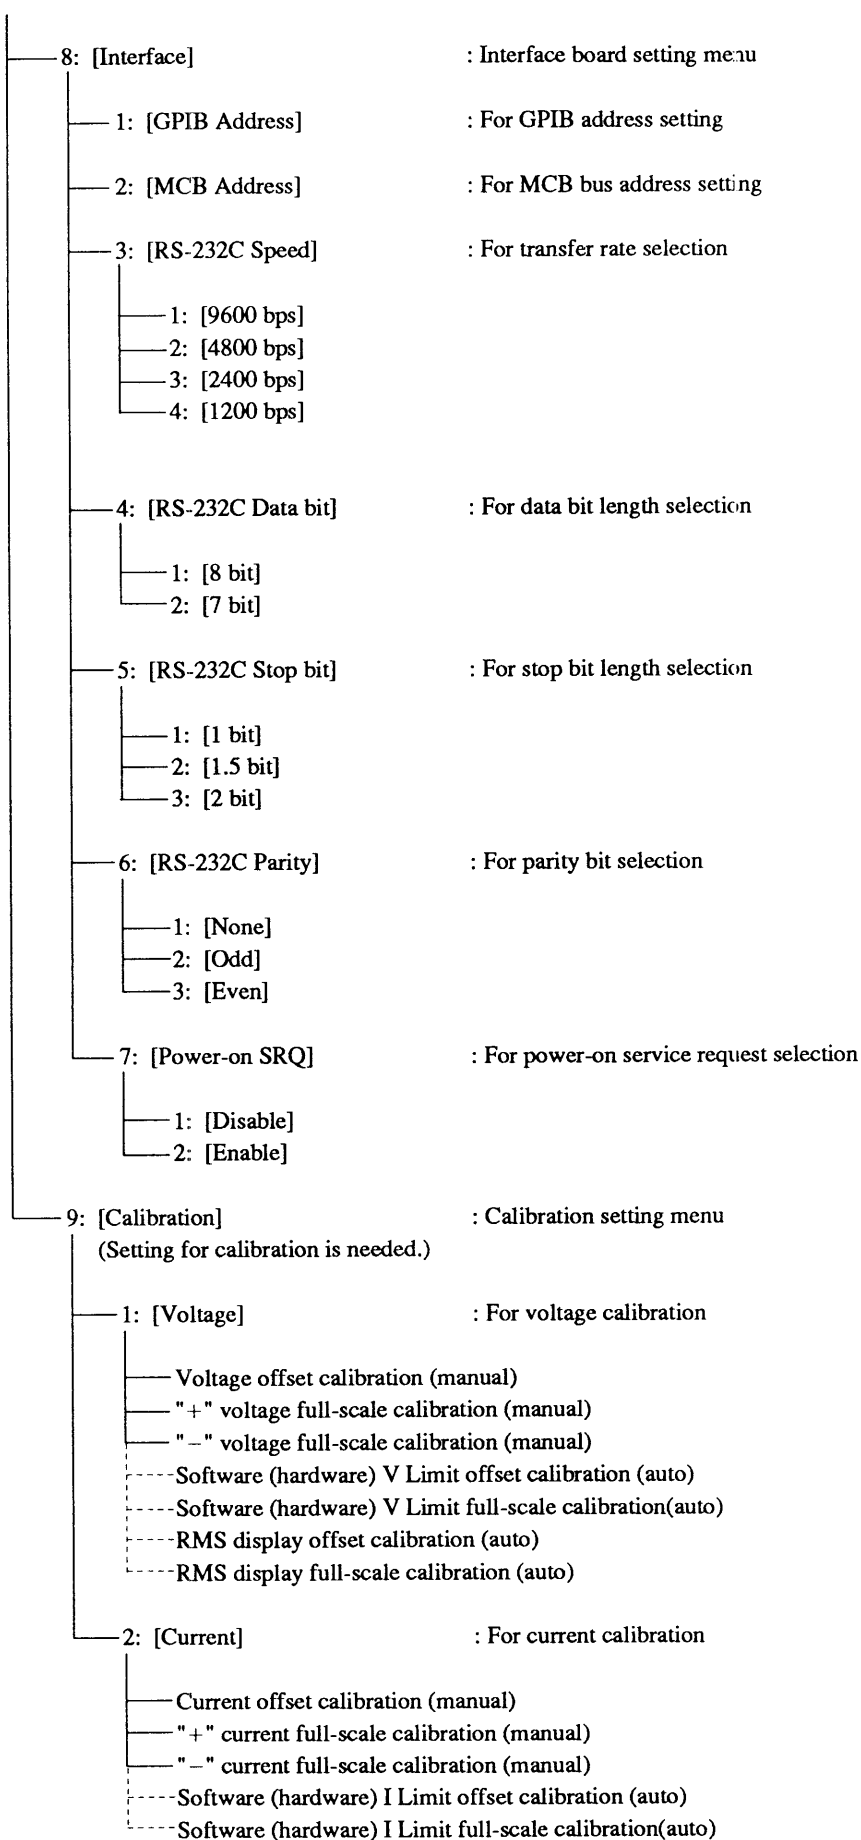 8: [Interface] : Interface board setting menu
1: [GPIB Address] : For GPIB address setting
2: [MCB Address] : For MCB bus address setting
3: [RS-232C Speed] : For transfer rate selection
1: [9600 bps]
2: [4800 bps]
3: [2400 bps]
4: [1200 bps]
4: [RS-232C Data bit] : For data bit length selection
1: [8 bit]
2: [7 bit]
5: [RS-232C Stop bit] : For stop bit length selection
1: [1 bit]
2: [1.5 bit]
3: [2 bit]
6: [RS-232C Parity] : For parity bit selection
1: [None]
2: [Odd]
3: [Even]
7: [Power-on SRQ] : For power-on service request selection
1: [Disable]
2: [Enable]
9: [Calibration] : Calibration setting menu
(Setting for calibration is needed.)
1: [Voltage] : For voltage calibration
Voltage offset calibration (manual)
"+" voltage full-scale calibration (manual)
"−" voltage full-scale calibration (manual)
Software (hardware) V Limit offset calibration (auto)
Software (hardware) V Limit full-scale calibration(auto)
RMS display offset calibration (auto)
RMS display full-scale calibration (auto)
2: [Current] : For current calibration
Current offset calibration (manual)
"+" current full-scale calibration (manual)
"−" current full-scale calibration (manual)
Software (hardware) I Limit offset calibration (auto)
Software (hardware) I Limit full-scale calibration(auto)